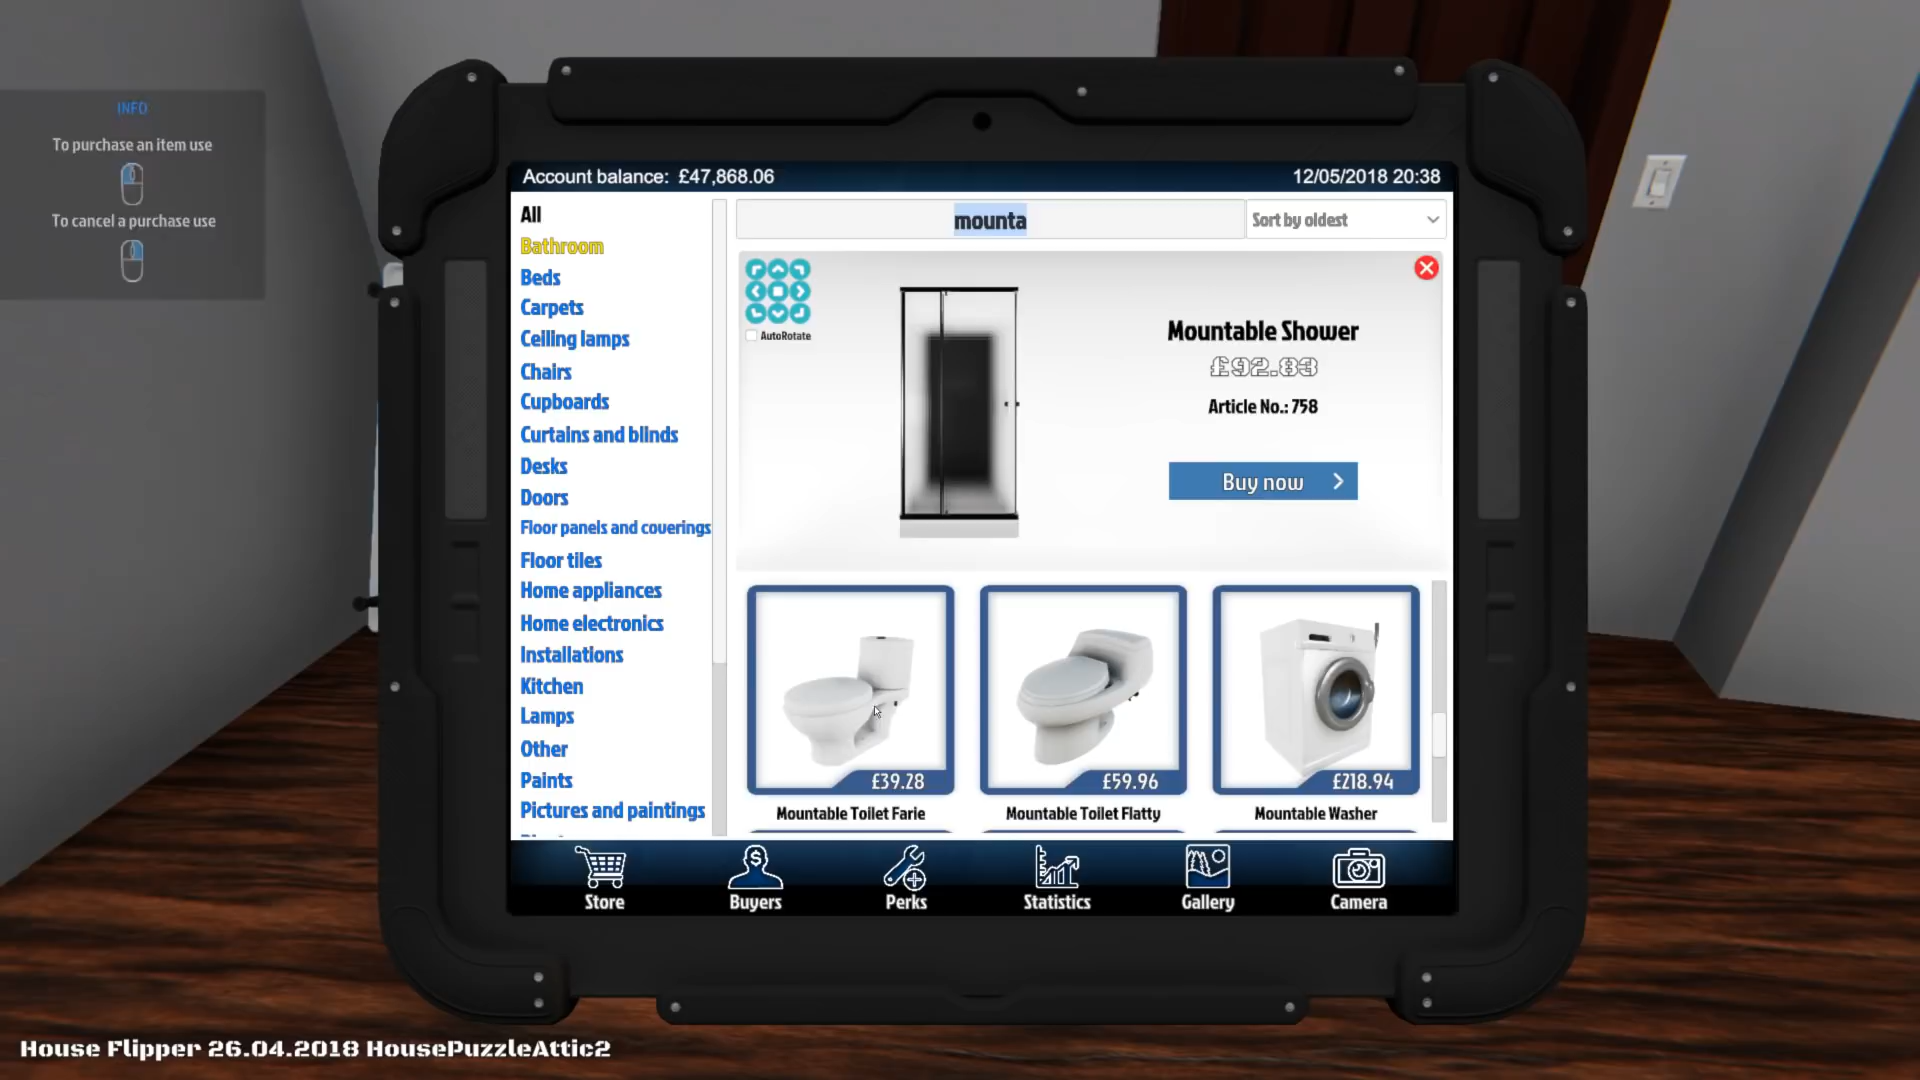 INFO
To purchase an item use
To cancel a purchase use
Account balance: £47,868.06
12/05/2018 20:38
All
Bathroom
Beds
Carpets
Ceiling lamps
Chairs
Cupboards
Curtains and blinds
Desks
Doors
Floor panels and coverings
Floor tiles
Home appliances
Home electronics
Installations
Kitchen
Lamps
Other
Paints
Pictures and paintings
mounta
Sort by oldest
AutoRotate
Mountable Shower
£92.83
Article No.: 758
Buy now
£39.28
£59.96
£218.94
Mountable Toilet Farie
Mountable Toilet Flatty
Mountable Washer
Store
Buyers
Perks
Statistics
Gallery
Camera
House Flipper 26.04.2018 HousePuzzleAttic2